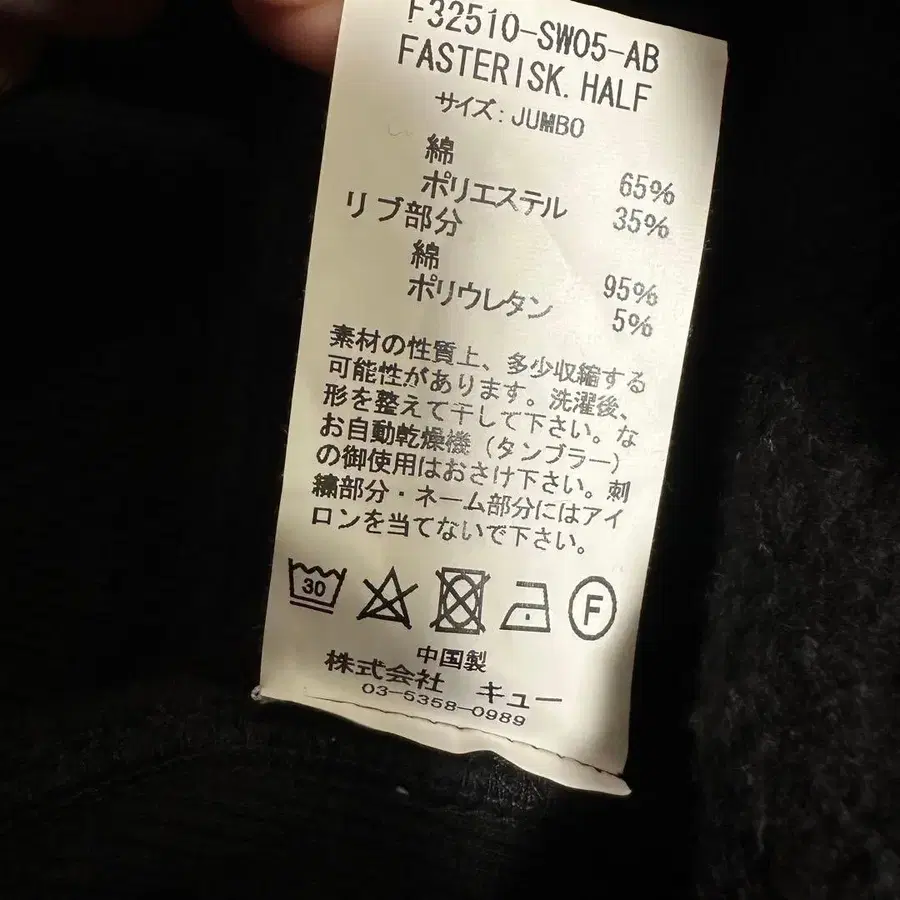 F32510-SW05-AB
FASTERISK.HALF
サイズ:JUMBO
綿 65%
ポリエステル 35%
リブ部分
綿 95%
ポリウレタン 5%
素材の性質上、多少収縮する
可能性があります。洗濯後、
形を整えて干して下さい。な
お自動乾燥機（タンブラー）
の御使用はおさけ下さい。刺
繍部分・ネーム部分にはアイ
ロンを当てないで下さい。
30 F
中国製
株式会社 キュー
03-5358-0989